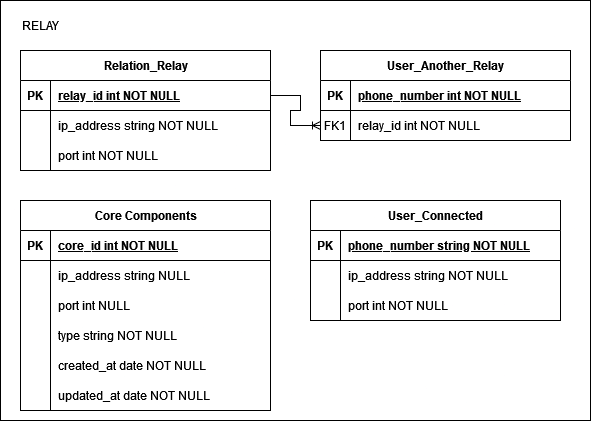 RELAY
Relation_Relay
PK relay_id int NOT NULL
ip_address string NOT NULL
port int NOT NULL
User_Another_Relay
PK phone_number int NOT NULL
FK1 relay_id int NOT NULL
Core Components
PK core_id int NOT NULL
ip_address string NULL
port int NULL
type string NOT NULL
created_at date NOT NULL
updated_at date NOT NULL
User_Connected
PK phone_number string NOT NULL
ip_address string NOT NULL
port int NOT NULL